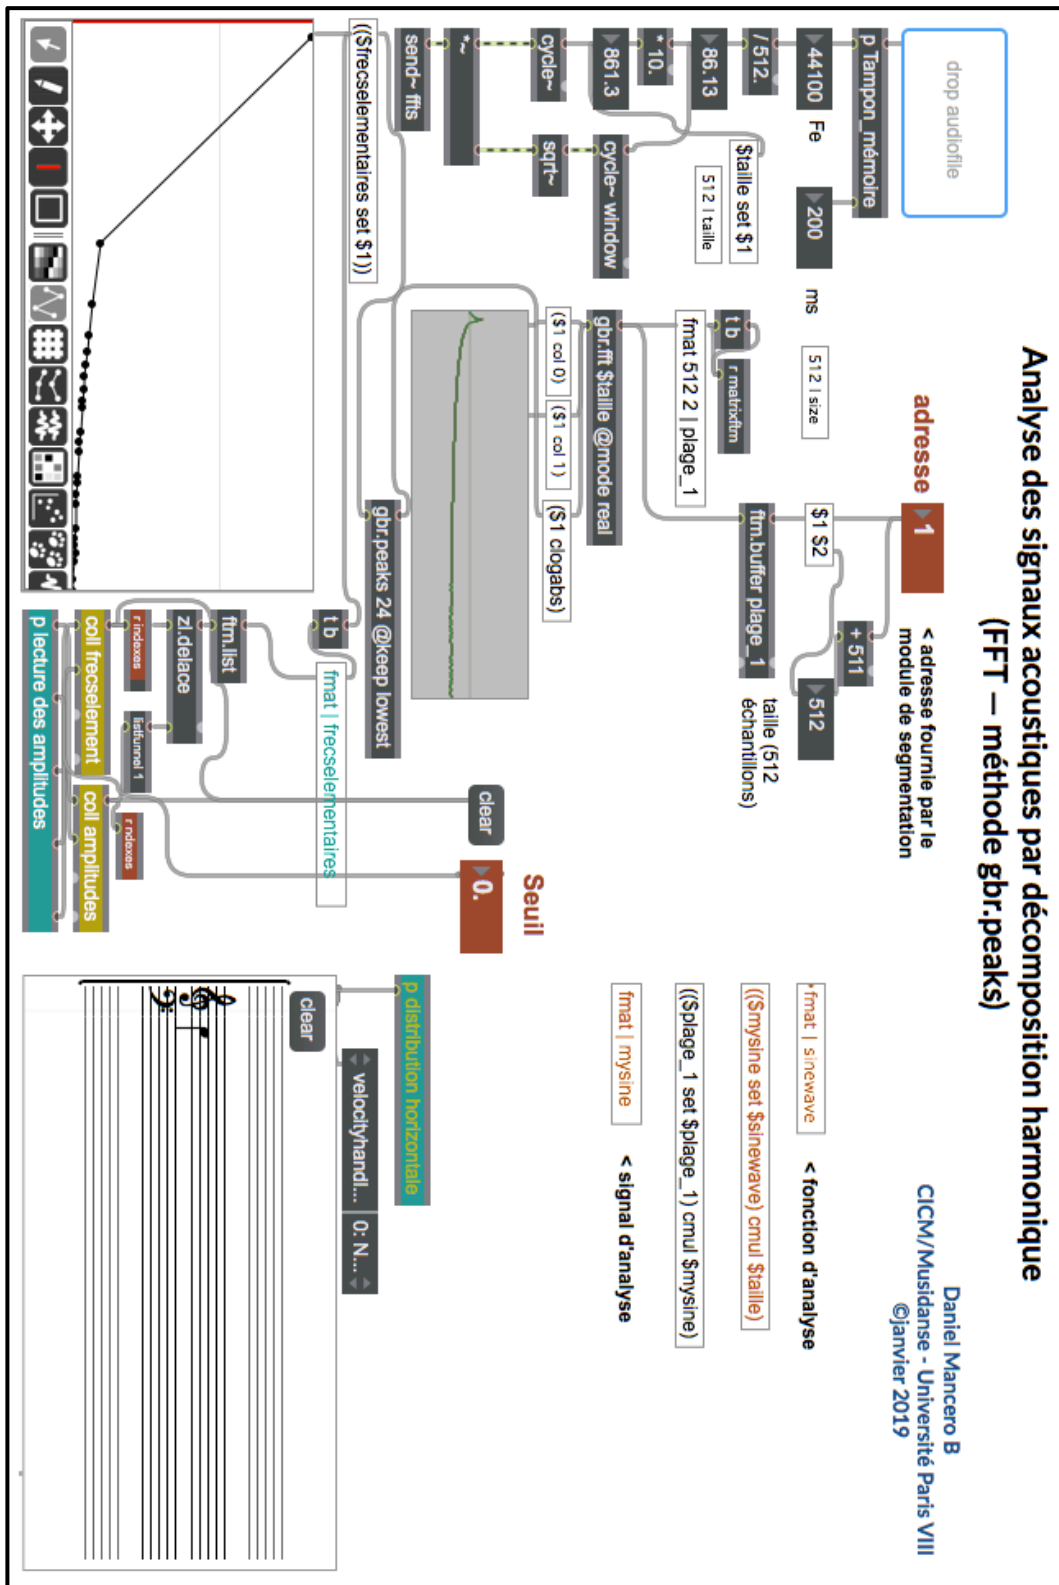 Analyse des signaux acoustiques par décomposition harmonique
(FFT – méthode gbr.peaks)
Daniel Mancero B
CICM/Musidanse - Université Paris VIII
©janvier 2019
drop audiofile
p Tampon_mémoire
44100
Fe
200
ms
512 | size
/ 512.
86.13
* 10.
861.3
$taille set $1
512 | taille
cycle~
cycle~ window
sqrt~
*~
send~ ffts
adresse
1
< adresse fournie par le
module de segmentation
$1 $2
+ 511
512
t b
r matrixftm
fmat 512 2 | plage_1
ftm.buffer plage_1
taille (512
échantillons)
gbr.fft $taille @mode real
($1 col 0)
($1 col 1)
($1 clogabs)
gbr.peaks 24 @keep lowest
(($frecselementaires set $1))
t b
fmat | frecselementaires
ftm.list
zl.delace
r indexes
listfunnel 1
r ndexes
coll frecselement
coll amplitudes
p lecture des amplitudes
clear
Seuil
0.
*fmat | sinewave
< fonction d'analyse
(($mysine set $sinewave) cmul $taille)
(($plage_1 set $plage_1) cmul $mysine)
fmat | mysine
< signal d'analyse
p distribution horizontale
velocityhandl...
0: N...
clear